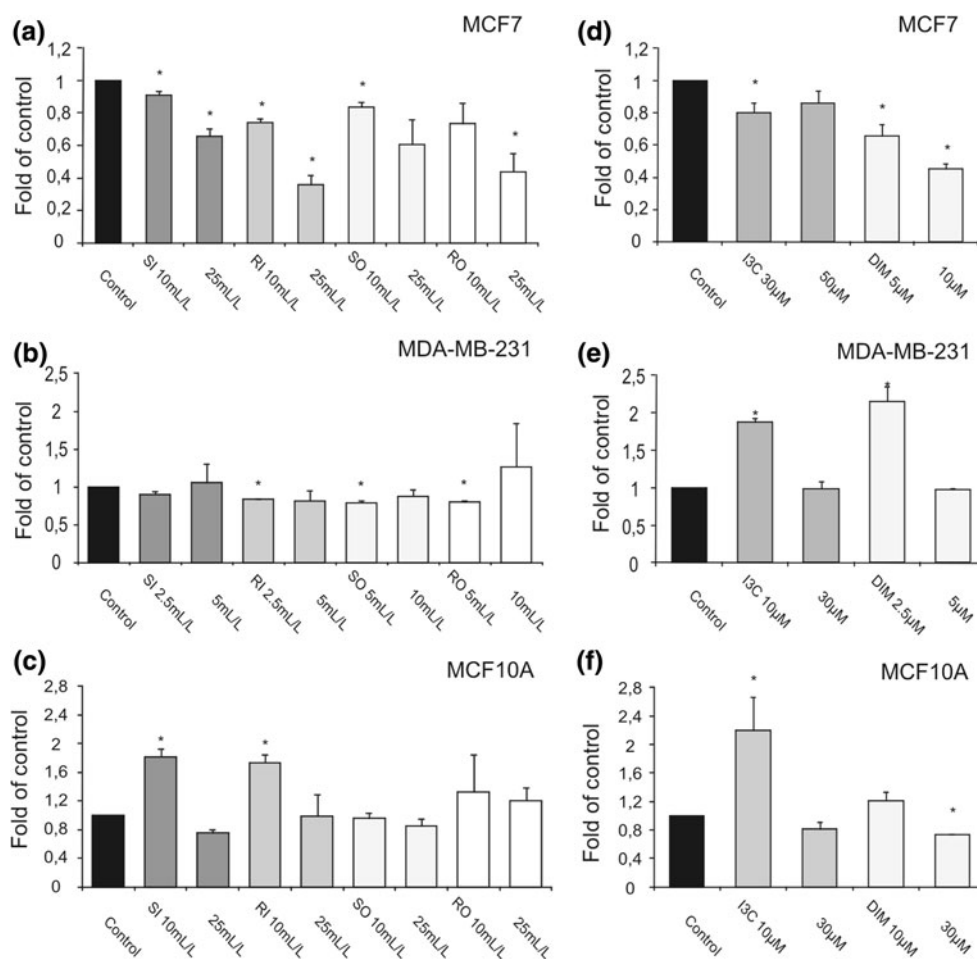 (a)
MCF7
Fold of control
1,2
1
0,8
0,6
0,4
0,2
0
* * * * * *
Control
SI 10mL/L
25mL/L
RI 10mL/L
25mL/L
SO 10mL/L
25mL/L
RO 10mL/L
25mL/L
(d)
MCF7
Fold of control
1,2
1
0,8
0,6
0,4
0,2
0
* * *
Control
I3C 30µM
50µM
DIM 5µM
10µM
(b)
MDA-MB-231
Fold of control
2,5
2
1,5
1
0,5
0
* * *
Control
SI 2.5mL/L
5mL/L
RI 2.5mL/L
5mL/L
SO 5mL/L
10mL/L
RO 5mL/L
10mL/L
(e)
MDA-MB-231
Fold of control
2,5
2
1,5
1
0,5
0
* *
Control
I3C 10µM
30µM
DIM 2.5µM
5µM
(c)
MCF10A
Fold of control
2,8
2,4
2
1,6
1,2
0,8
0,4
0
* *
Control
SI 10mL/L
25mL/L
RI 10mL/L
25mL/L
SO 10mL/L
25mL/L
RO 10mL/L
25mL/L
(f)
MCF10A
Fold of control
2,8
2,4
2
1,6
1,2
0,8
0,4
0
* *
Control
I3C 10µM
30µM
DIM 10µM
30µM